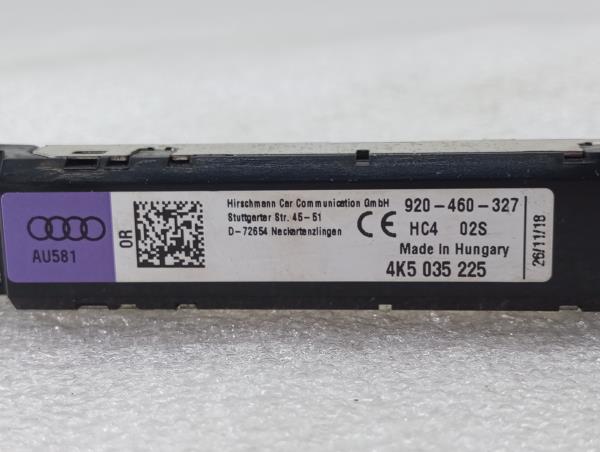 AU581
OR
Hirschmann Car Communication GmbH
Stuttgarter Str. 45-51
D-72654 Neckartenzlingen
CE
920-460-327
HC4 02S
Made In Hungary
4K5 035 225
26/11/18